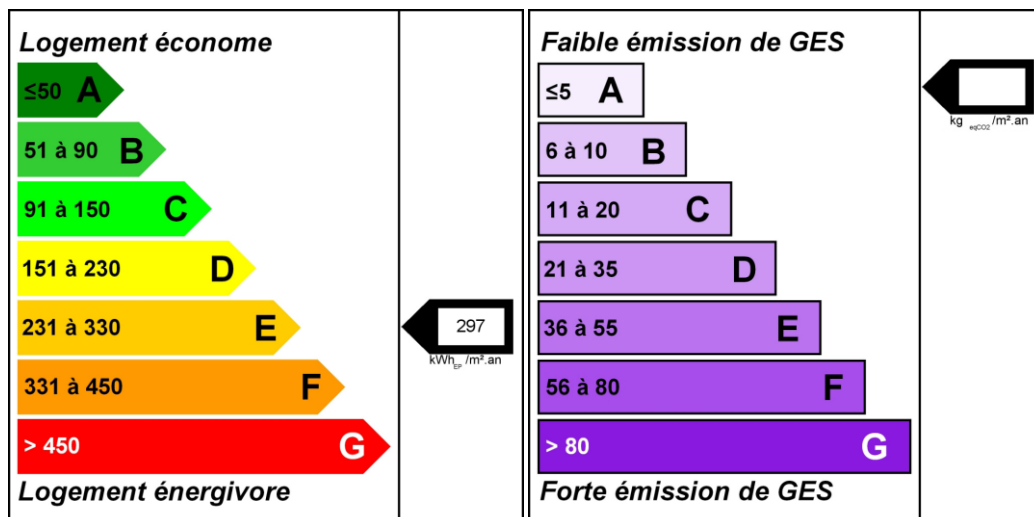 Logement économe
≤50 A
51 à 90 B
91 à 150 C
151 à 230 D
231 à 330 E
331 à 450 F
> 450 G
Logement énergivore
297
kWhEP /m².an
Faible émission de GES
≤5 A
6 à 10 B
11 à 20 C
21 à 35 D
36 à 55 E
56 à 80 F
> 80 G
Forte émission de GES
kg eqCO2 /m².an